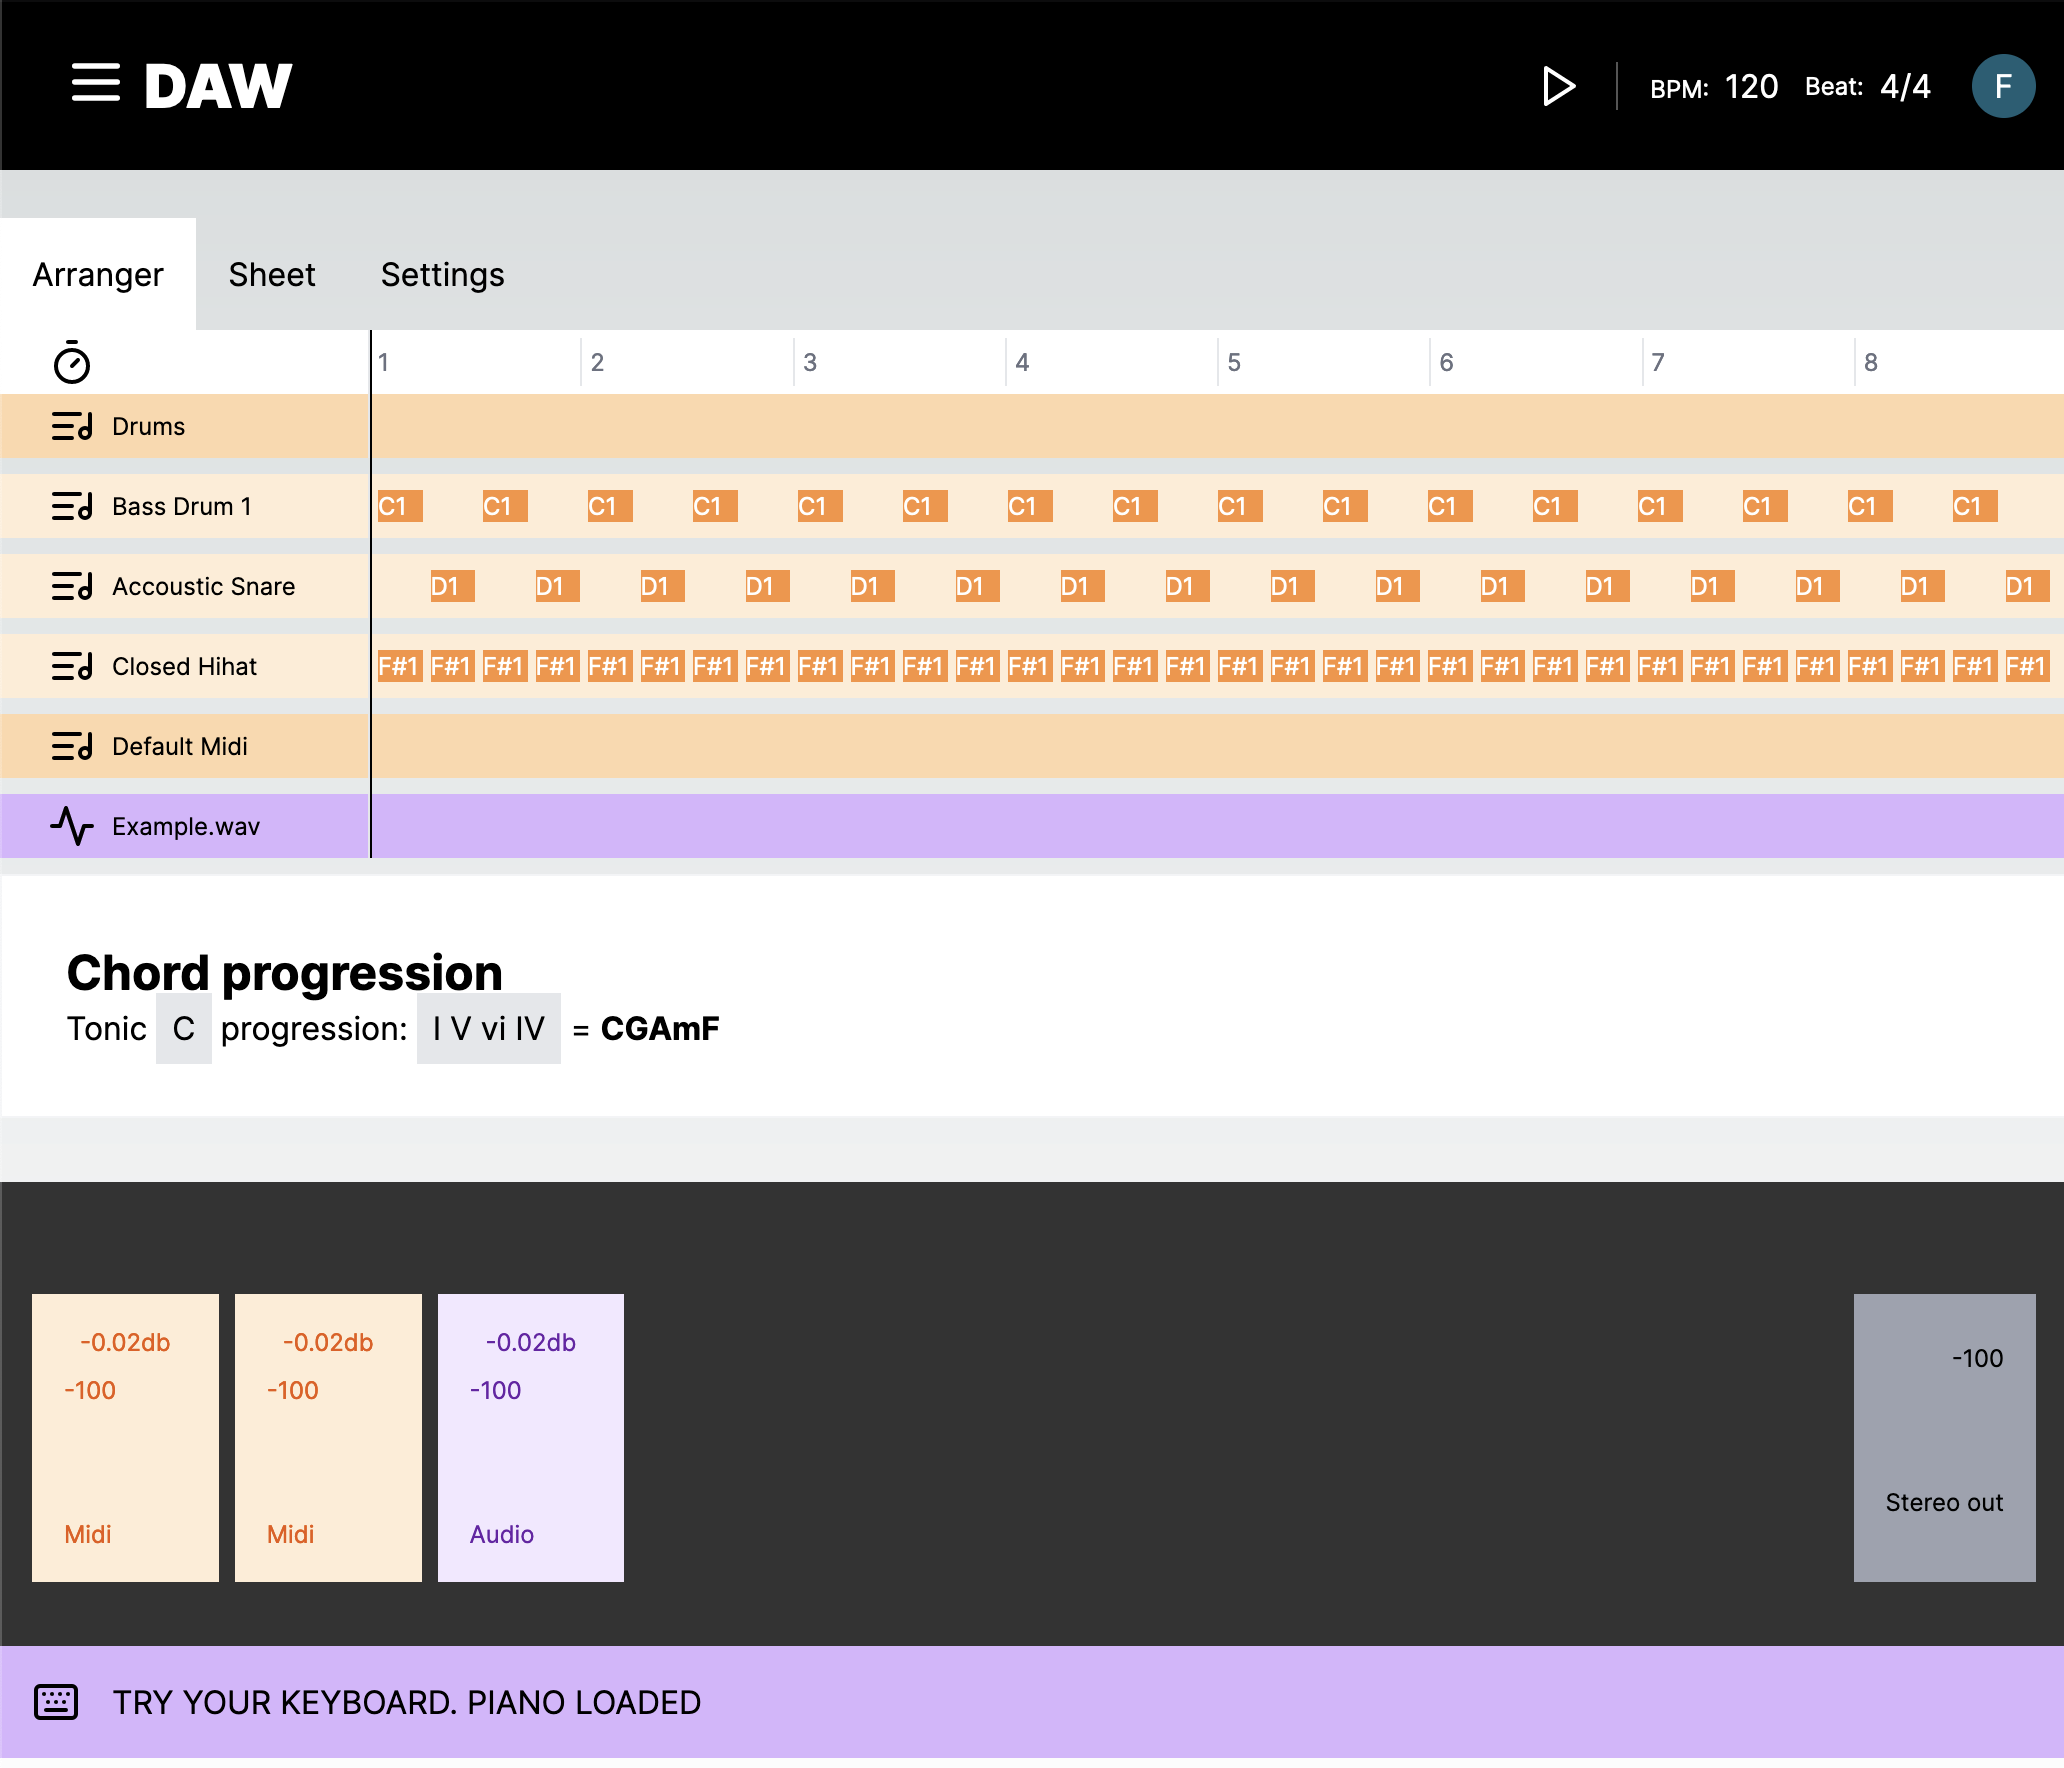 DAW
BPM: 120 Beat: 4/4 F
Arranger Sheet Settings
1 2 3 4 5 6 7 8
Drums
Bass Drum 1 C1 C1 C1 C1 C1 C1 C1 C1 C1 C1 C1 C1 C1 C1 C1 C1
Accoustic Snare D1 D1 D1 D1 D1 D1 D1 D1 D1 D1 D1 D1 D1 D1 D1 D1
Closed Hihat F#1 F#1 F#1 F#1 F#1 F#1 F#1 F#1 F#1 F#1 F#1 F#1 F#1 F#1 F#1 F#1 F#1 F#1 F#1 F#1 F#1 F#1 F#1 F#1 F#1 F#1 F#1 F#1 F#1 F#1 F#1 F#1
Default Midi
Example.wav
Chord progression
Tonic C progression: I V vi IV = CGAmF
-0.02db -0.02db -0.02db
-100 -100 -100 -100
Stereo out
Midi Midi Audio
TRY YOUR KEYBOARD. PIANO LOADED